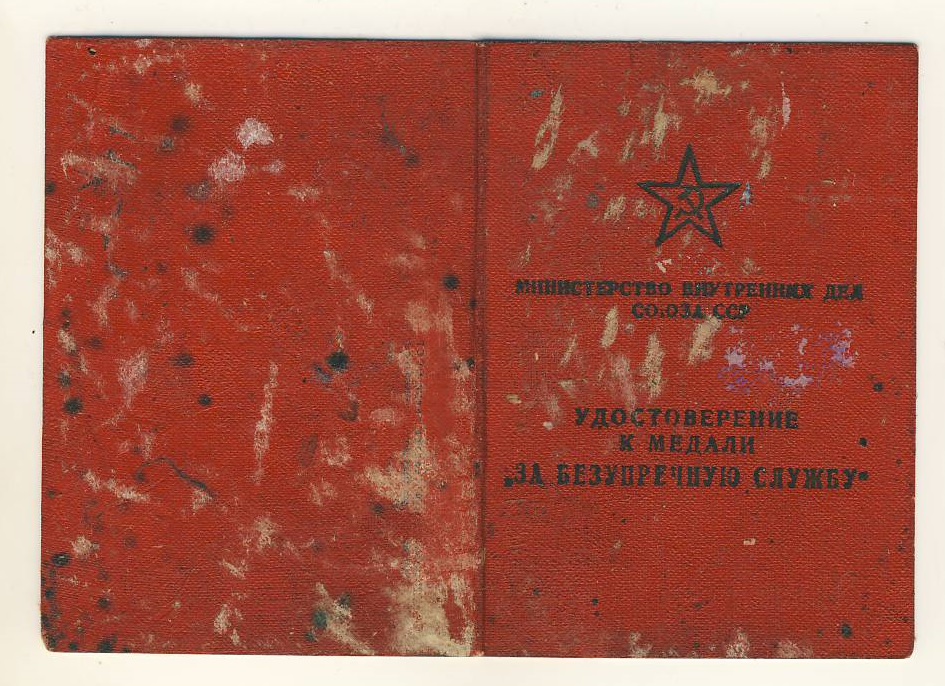 МИНИСТЕРСТВО ВНУТРЕННИХ ДЕЛ
СОЮЗА ССР
УДОСТОВЕРЕНИЕ
К МЕДАЛИ
„ЗА БЕЗУПРЕЧНУЮ СЛУЖБУ"